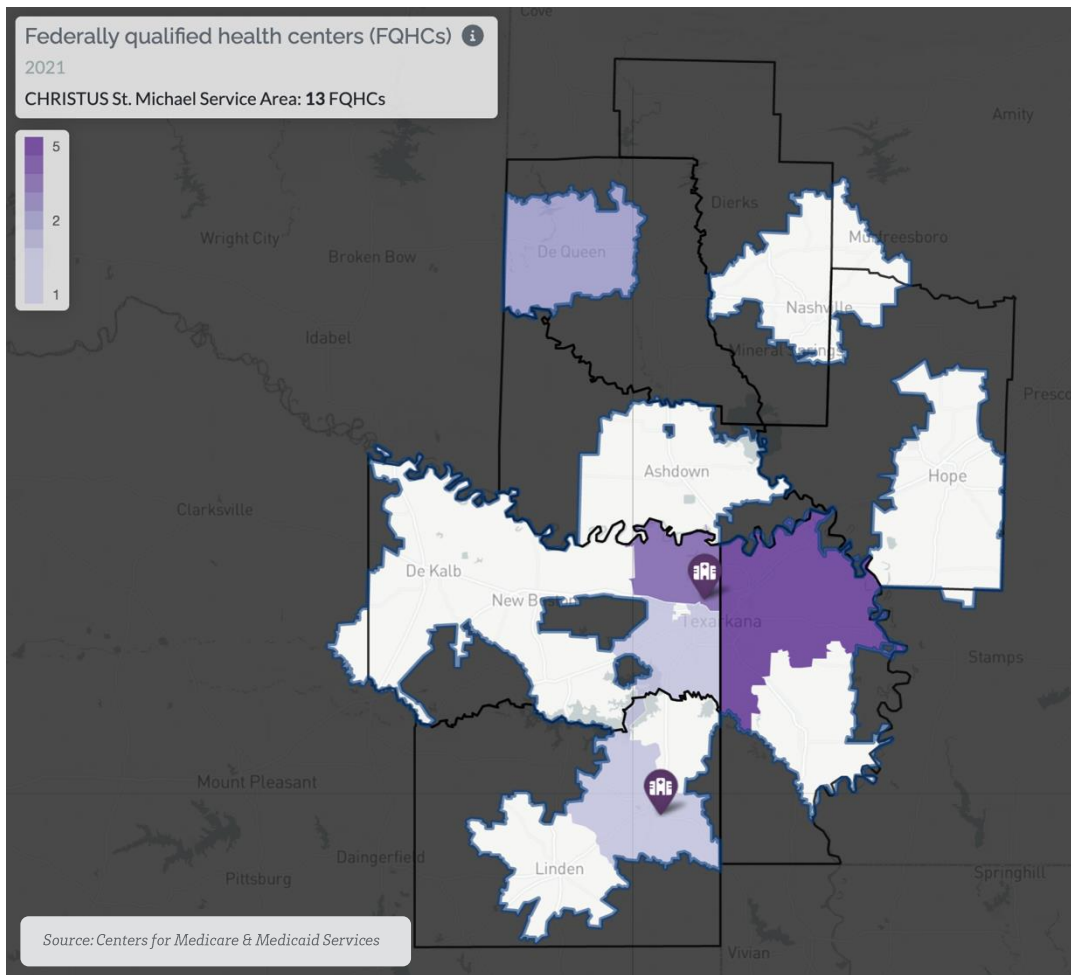 Cove
Federally qualified health centers (FQHCs) i
2021
CHRISTUS St. Michael Service Area: 13 FQHCs
5
2
1
Amity
Dierks
Wright City
Broken Bow
De Queen
Murfreesboro
Nashville
Idabel
Mineral Springs
Presco
Ashdown
Hope
Clarksville
De Kalb
New Boston
Texarkana
Stamps
Mount Pleasant
Daingerfield
Linden
Pittsburg
Springhill
Source: Centers for Medicare & Medicaid Services
Vivian